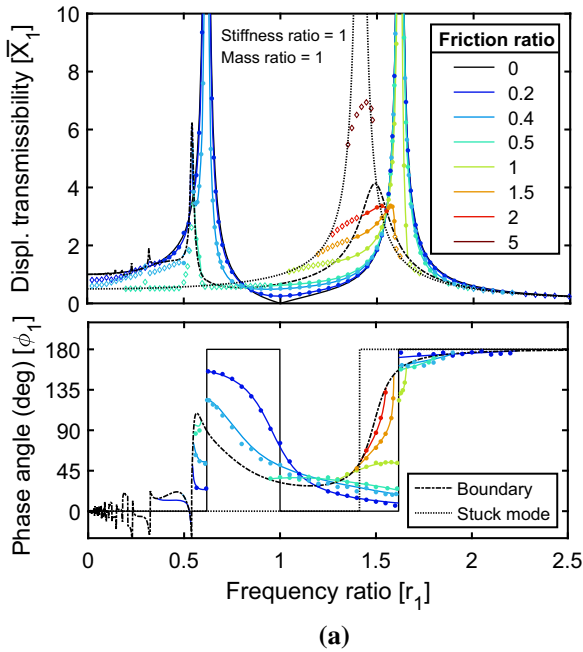 Displ. transmissibility [X̅₁]
10
8
6
4
2
0
Stiffness ratio = 1
Mass ratio = 1
Friction ratio
0
0.2
0.4
0.5
1
1.5
2
5
Phase angle (deg) [ϕ₁]
180
135
90
45
0
Boundary
Stuck mode
0 0.5 1 1.5 2 2.5
Frequency ratio [r₁]
(a)